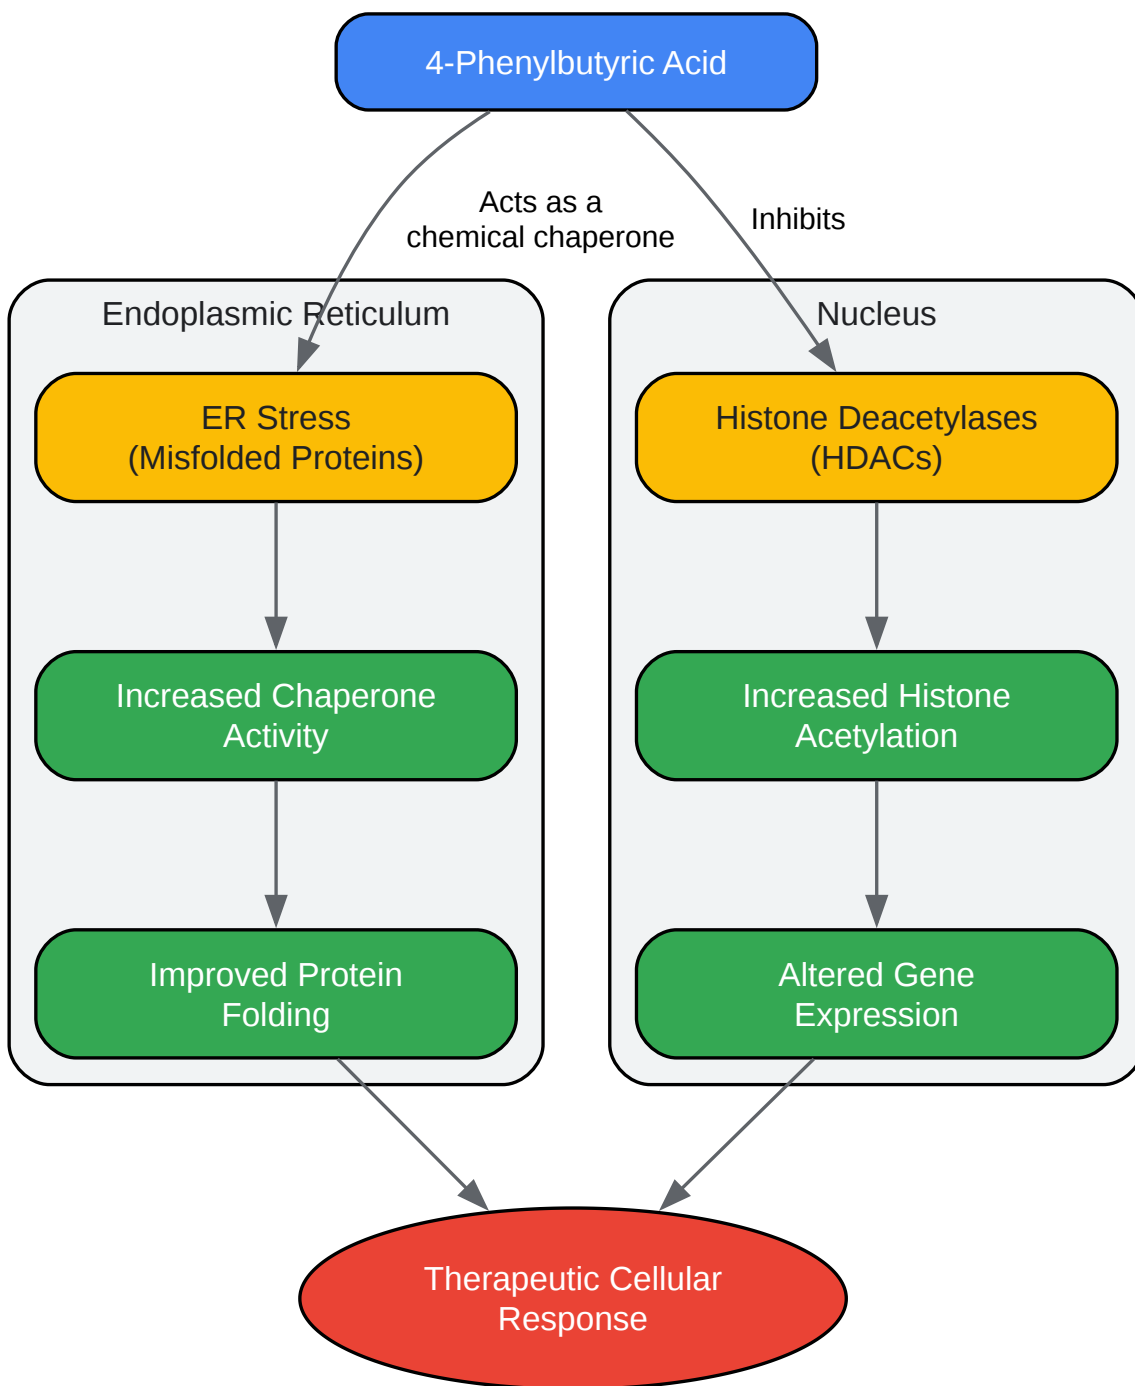 4-Phenylbutyric Acid
Acts as a
chemical chaperone
Inhibits
Endoplasmic Reticulum
Nucleus
ER Stress
(Misfolded Proteins)
Histone Deacetylases
(HDACs)
Increased Chaperone
Activity
Increased Histone
Acetylation
Improved Protein
Folding
Altered Gene
Expression
Therapeutic Cellular
Response